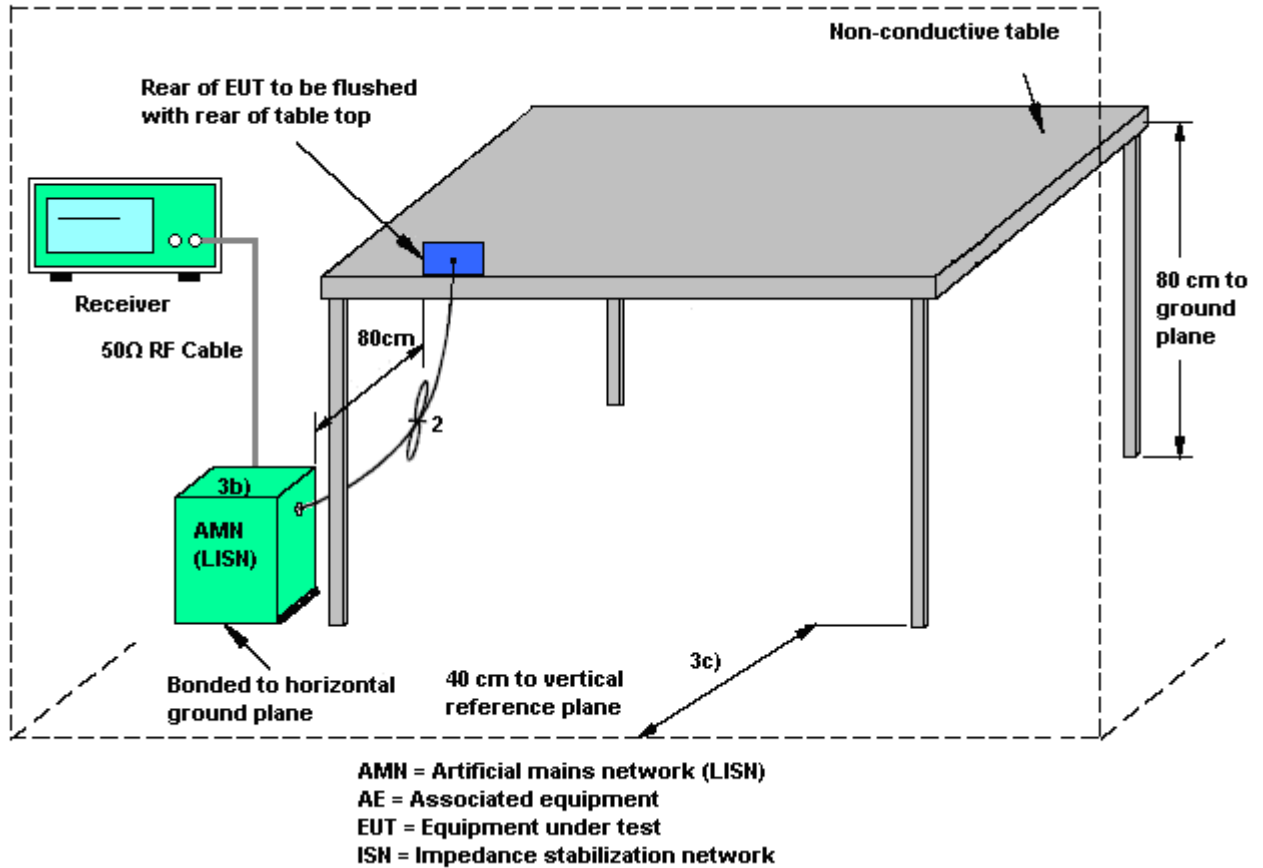 Non-conductive table
Rear of EUT to be flushed
with rear of table top
Receiver
50Ω RF Cable
80cm
80 cm to
ground
plane
2
3b)
AMN
(LISN)
3c)
Bonded to horizontal
ground plane
40 cm to vertical
reference plane
AMN = Artificial mains network (LISN)
AE = Associated equipment
EUT = Equipment under test
ISN = Impedance stabilization network